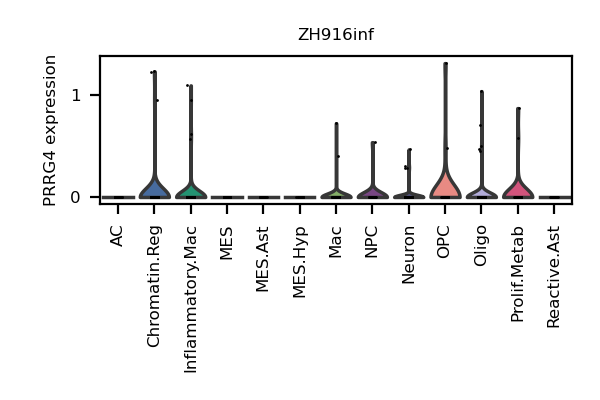 ZH916inf
PRRG4 expression
1
0
AC
Chromatin.Reg
Inflammatory.Mac
MES
MES.Ast
MES.Hyp
Mac
NPC
Neuron
OPC
Oligo
Prolif.Metab
Reactive.Ast